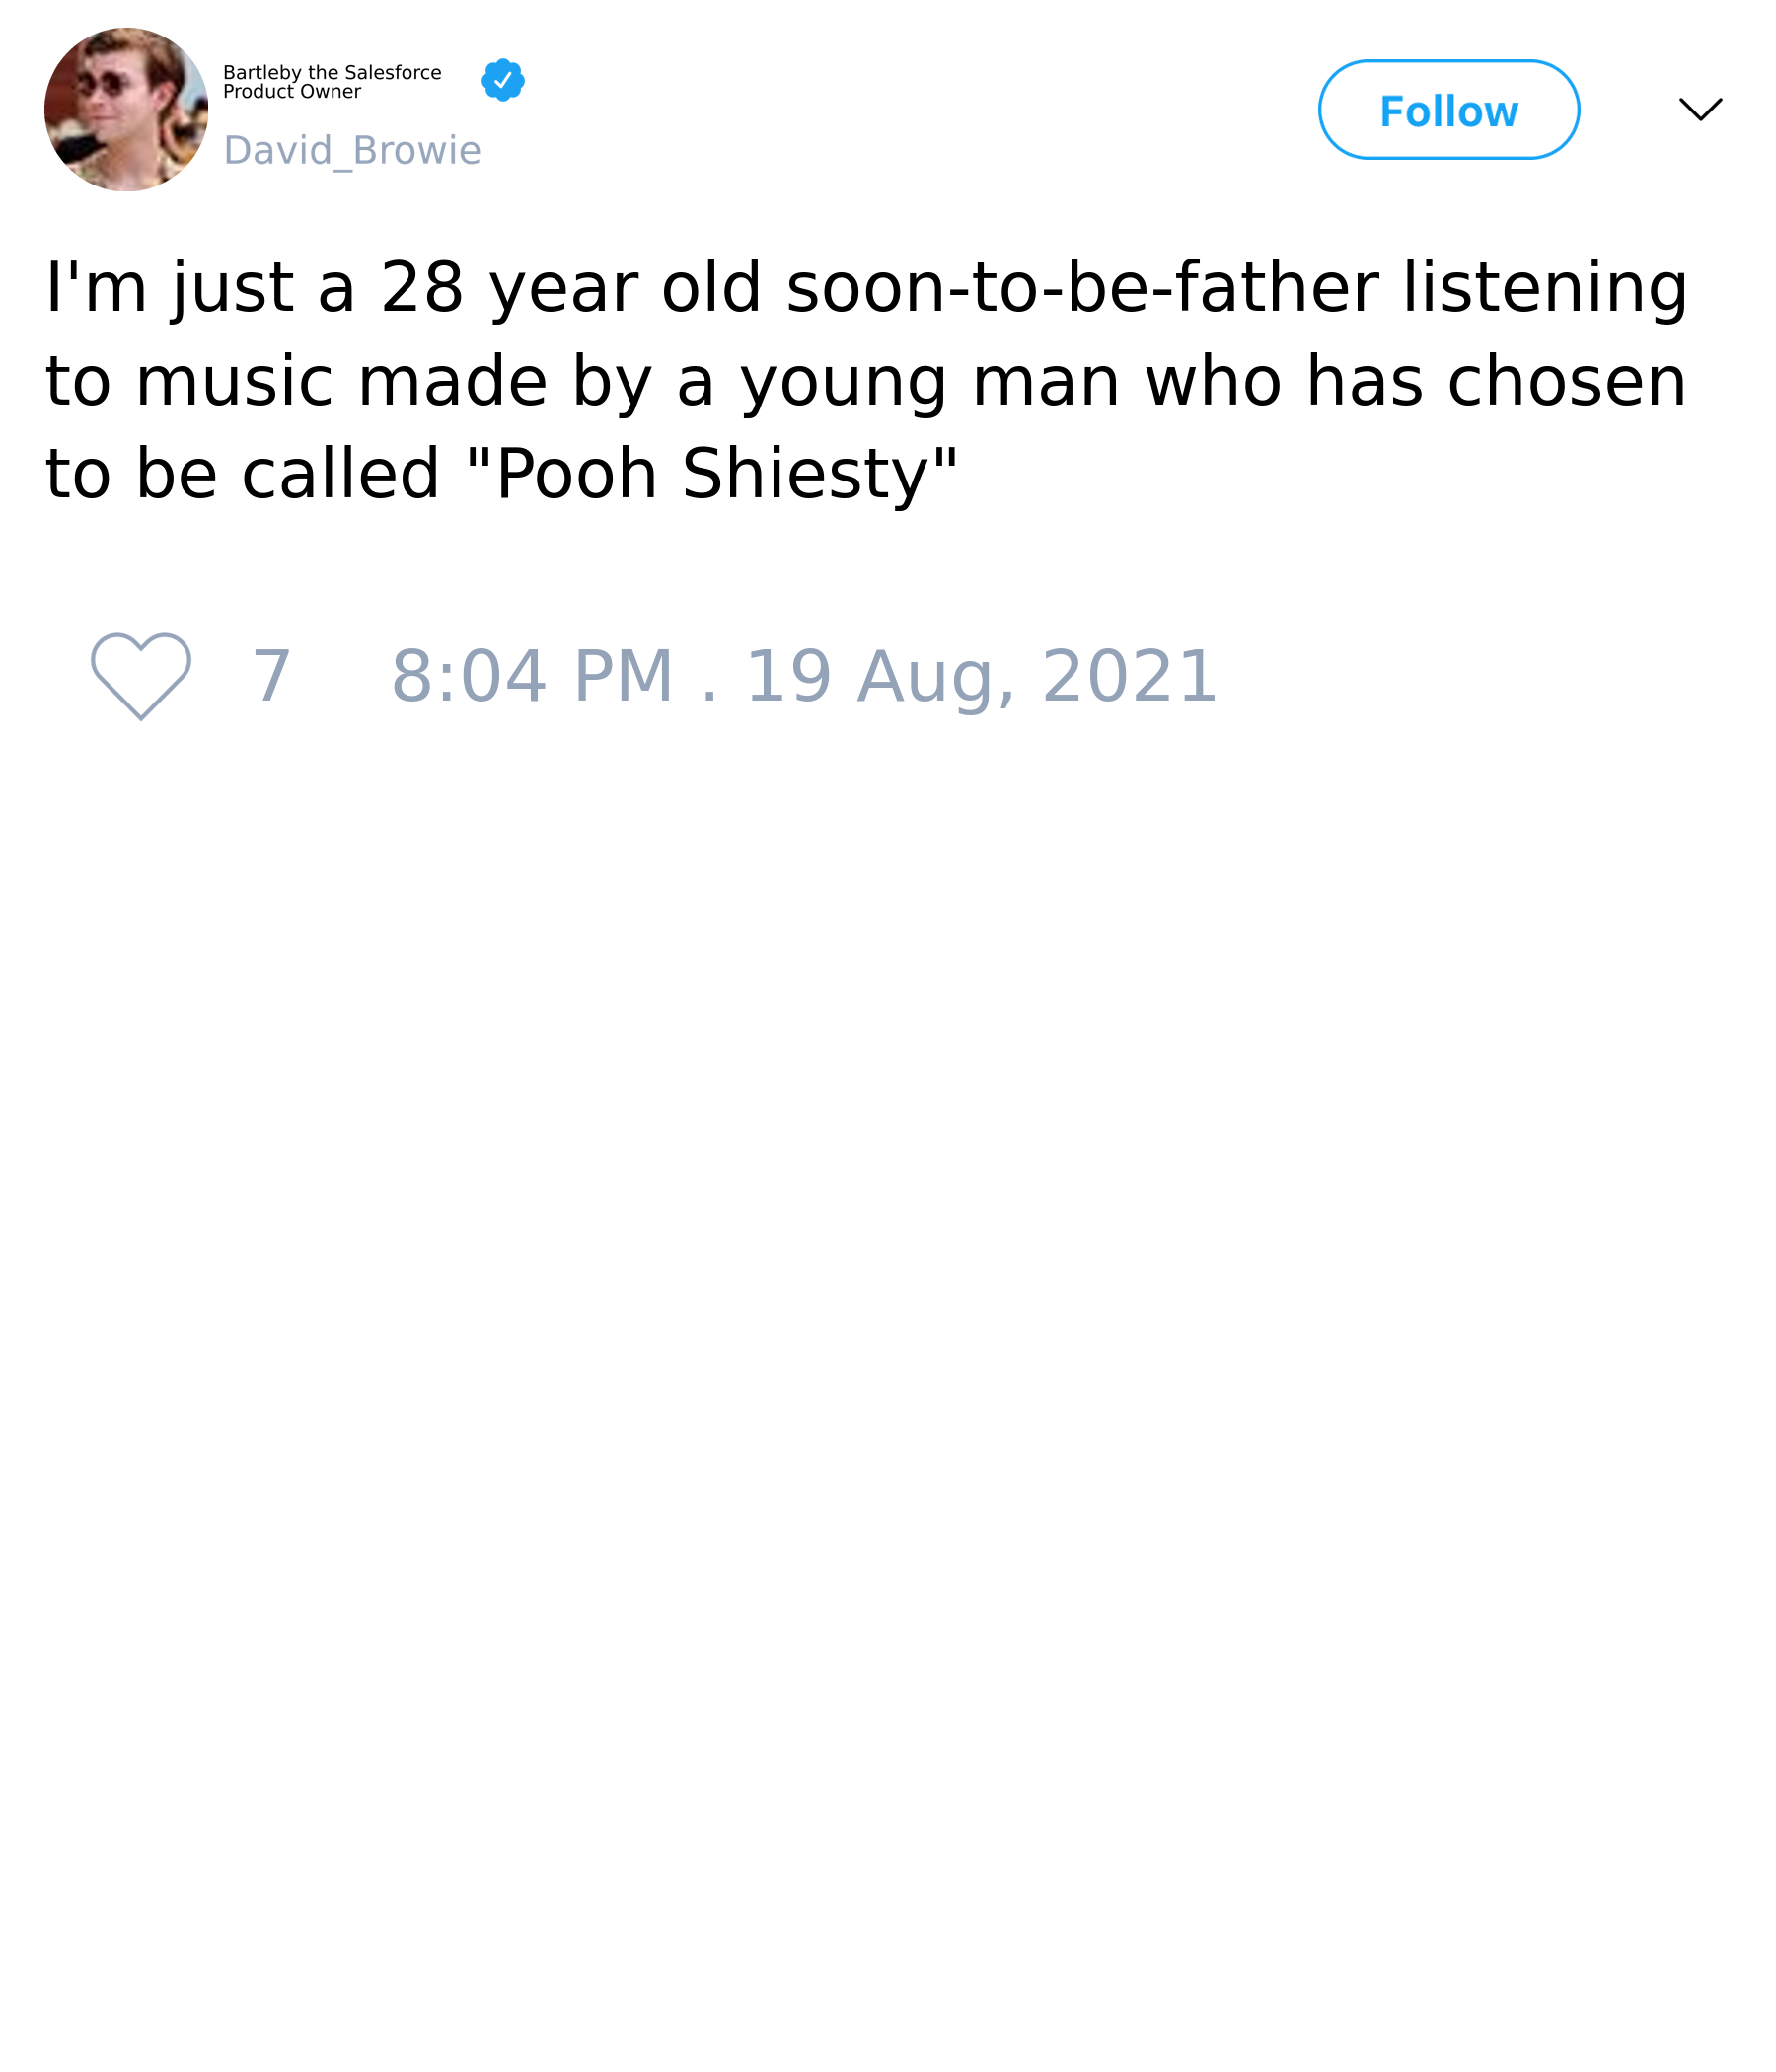 Bartleby the Salesforce
Product Owner
David_Browie
Follow
I'm just a 28 year old soon-to-be-father listening
to music made by a young man who has chosen
to be called "Pooh Shiesty"
7 8:04 PM . 19 Aug, 2021